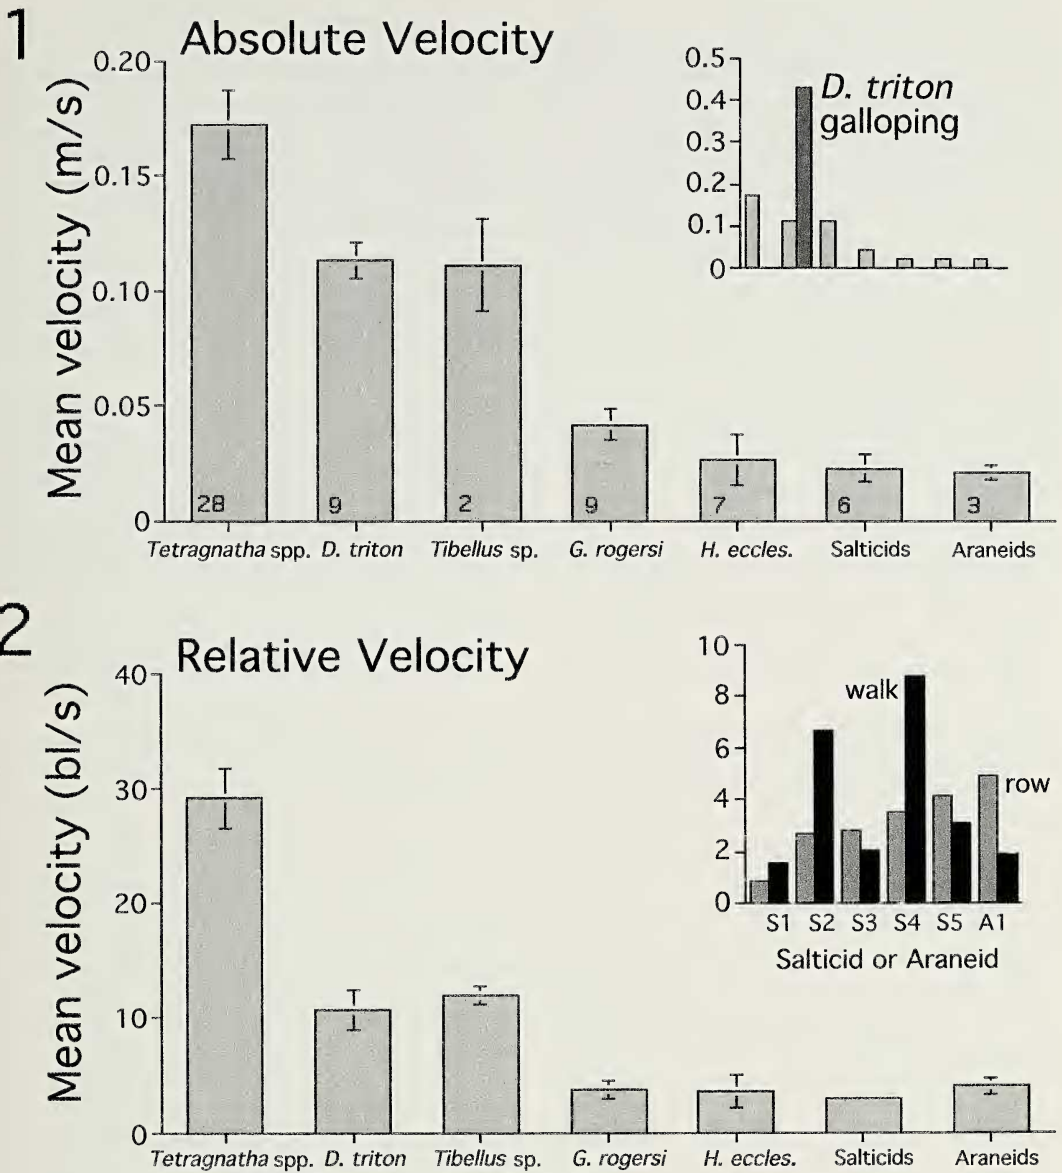 1
Absolute Velocity
Mean velocity (m/s)
0.20
0.15
0.10
0.05
0
28
9
2
9
7
6
3
Tetragnatha spp. D. triton Tibellus sp. G. rogersi H. eccles. Salticids Araneids
0.5
0.4
0.3
0.2
0.1
0
D. triton
galloping
2
Relative Velocity
Mean velocity (bl/s)
40
30
20
10
0
Tetragnatha spp. D. triton Tibellus sp. G. rogersi H. eccles. Salticids Araneids
10
8
6
4
2
0
walk
row
S1 S2 S3 S4 S5 A1
Salticid or Araneid